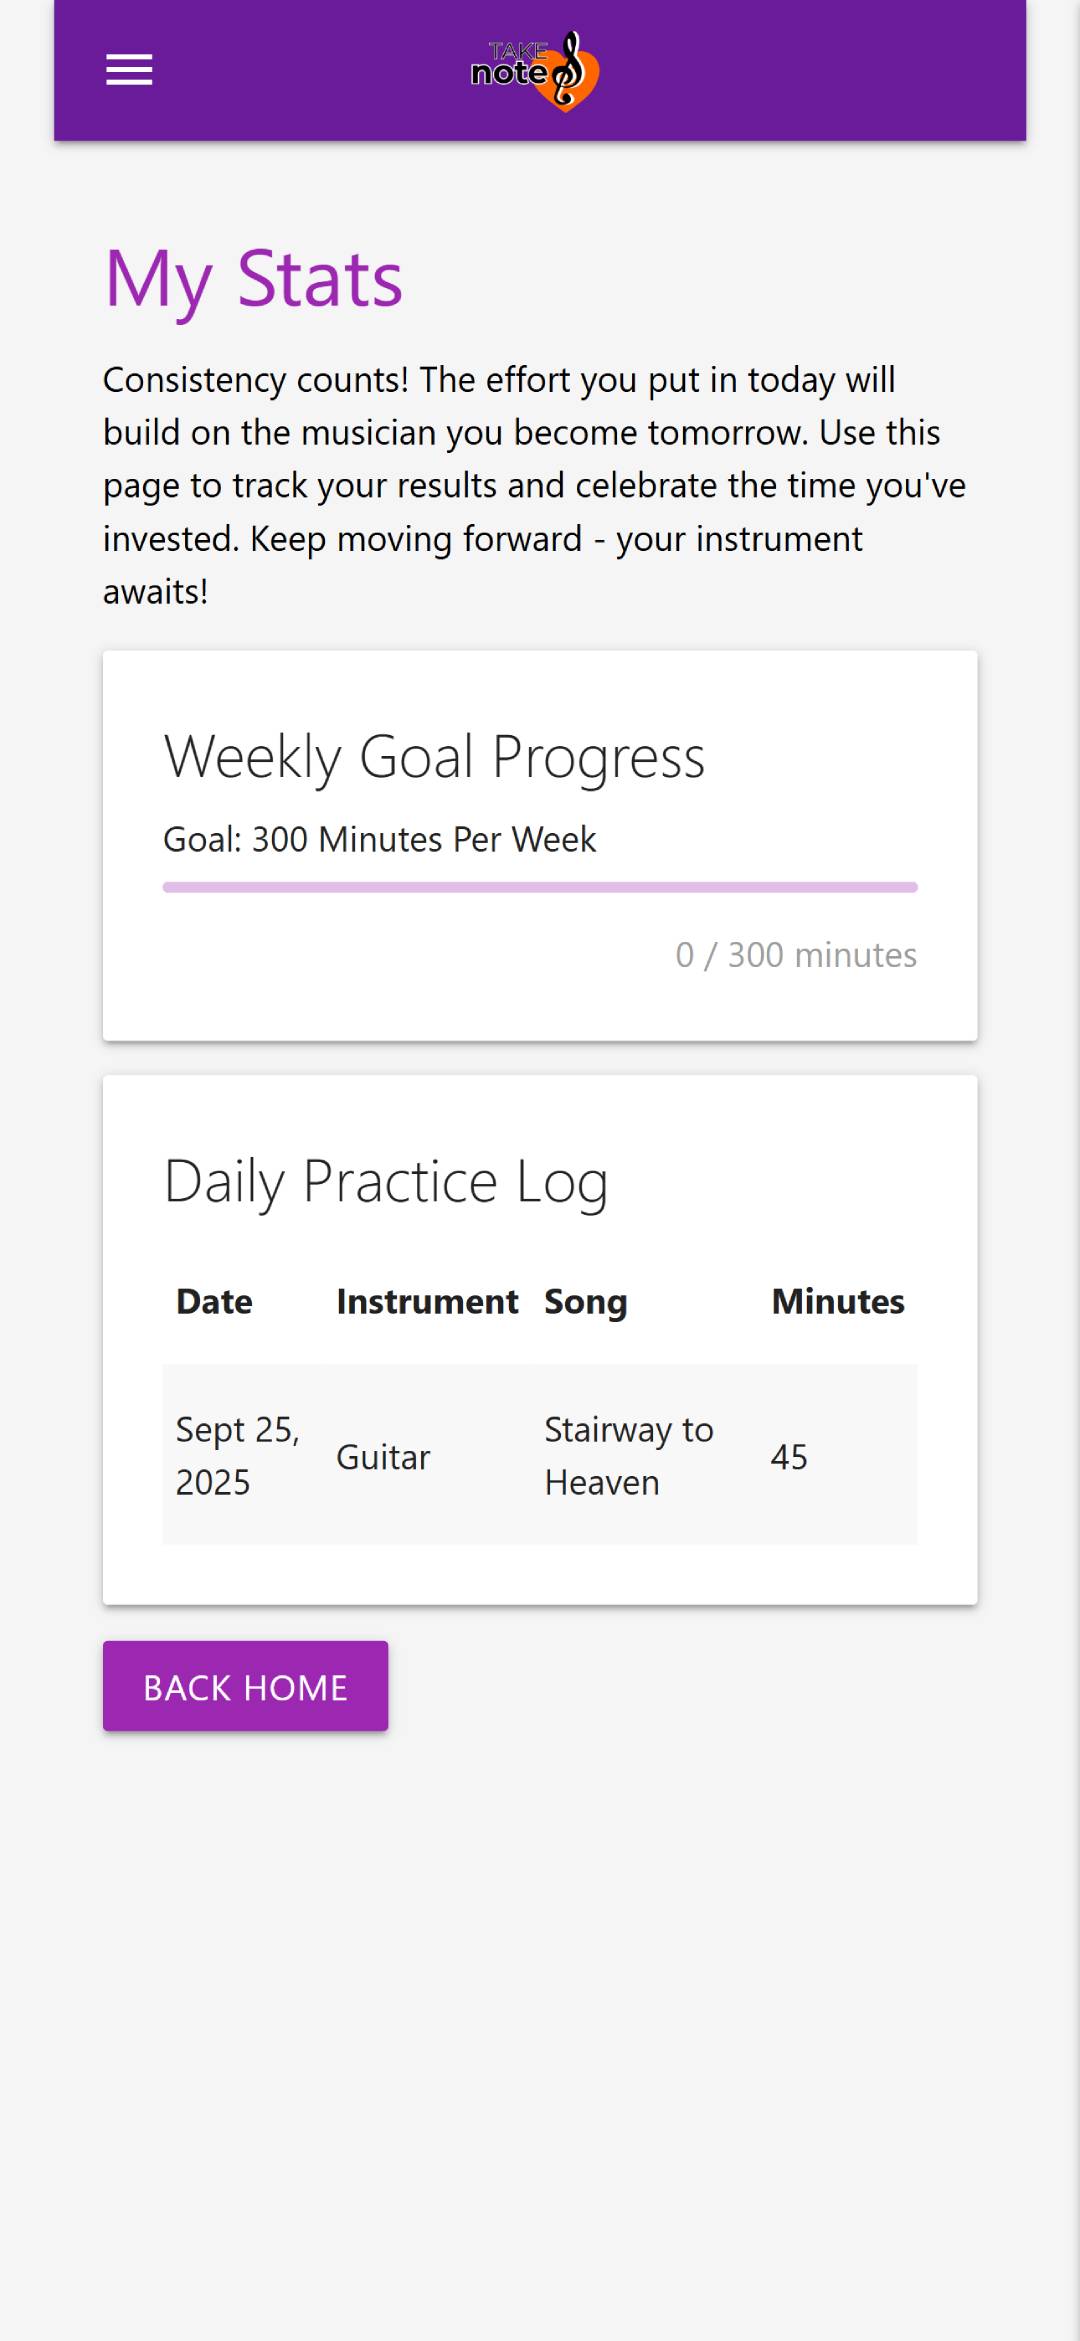 TAKE
note
My Stats
Consistency counts! The effort you put in today will
build on the musician you become tomorrow. Use this
page to track your results and celebrate the time you've
invested. Keep moving forward - your instrument
awaits!
Weekly Goal Progress
Goal: 300 Minutes Per Week
0 / 300 minutes
Daily Practice Log
Date Instrument Song Minutes
Sept 25, 2025 Guitar Stairway to Heaven 45
BACK HOME